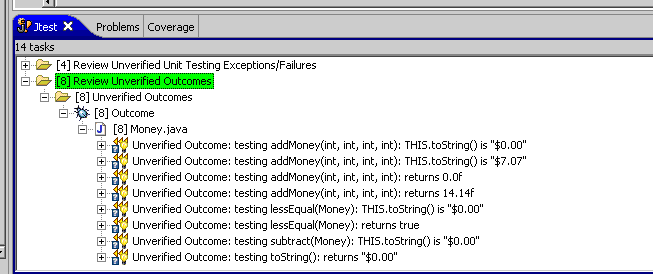 Jtest Problems Coverage
14 tasks
[4] Review Unverified Unit Testing Exceptions/Failures
[8] Review Unverified Outcomes
[8] Unverified Outcomes
[8] Outcome
[8] Money.java
Unverified Outcome: testing addMoney(int, int, int, int): THIS.toString() is "$0.00"
Unverified Outcome: testing addMoney(int, int, int, int): THIS.toString() is "$7.07"
Unverified Outcome: testing addMoney(int, int, int, int): returns 0.0f
Unverified Outcome: testing addMoney(int, int, int, int): returns 14.14f
Unverified Outcome: testing lessEqual(Money): THIS.toString() is "$0.00"
Unverified Outcome: testing lessEqual(Money): returns true
Unverified Outcome: testing subtract(Money): THIS.toString() is "$0.00"
Unverified Outcome: testing toString(): returns "$0.00"